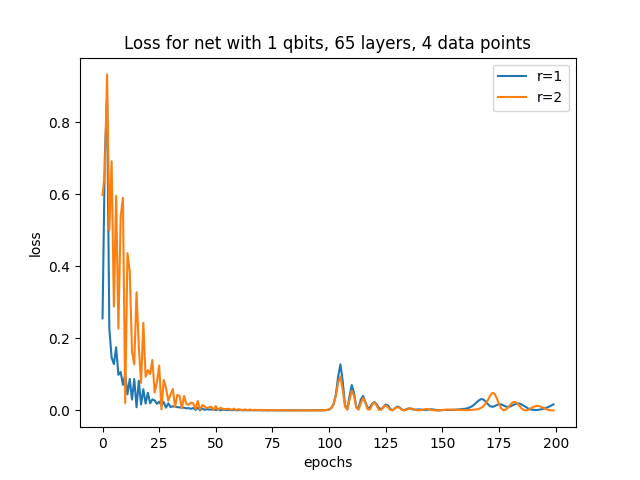 Loss for net with 1 qbits, 65 layers, 4 data points
r=1
r=2
loss
0.8
0.6
0.4
0.2
0.0
0 25 50 75 100 125 150 175 200
epochs